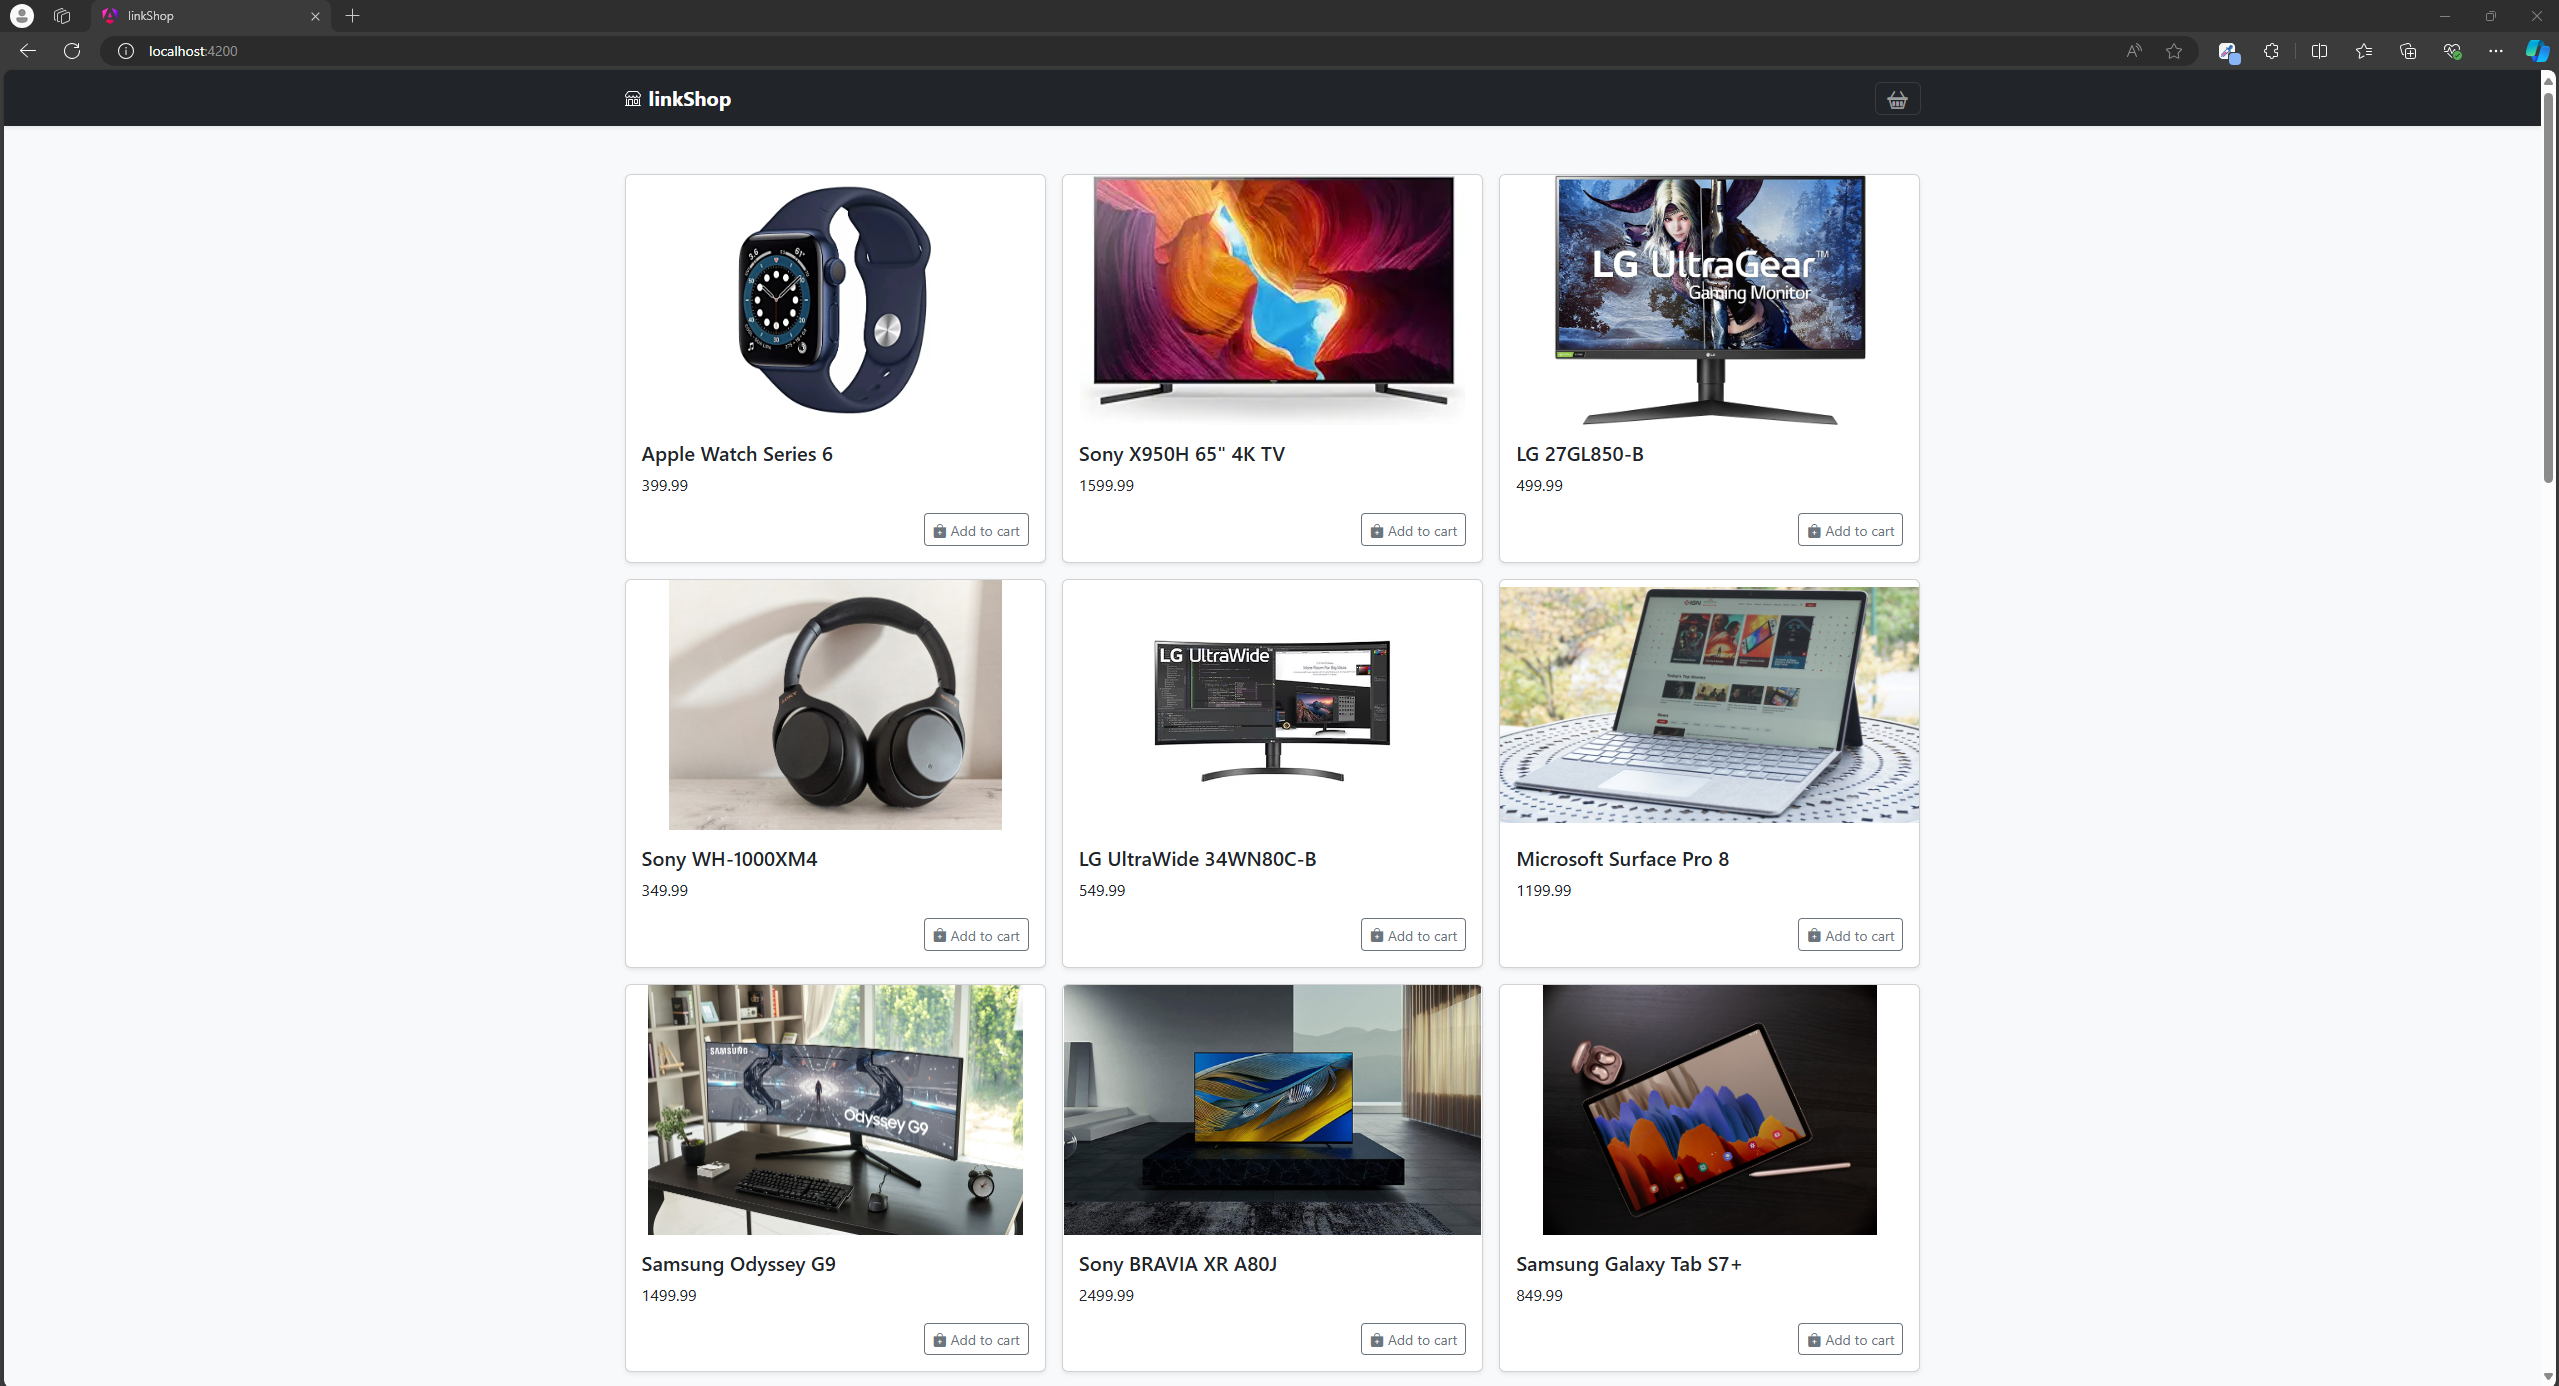 linkShop
localhost:4200
linkShop
LG UltraGear™
Gaming Monitor
Apple Watch Series 6
399.99
Add to cart
Sony X950H 65" 4K TV
1599.99
Add to cart
LG 27GL850-B
499.99
Add to cart
LG UltraWide
Sony WH-1000XM4
349.99
Add to cart
LG UltraWide 34WN80C-B
549.99
Add to cart
Microsoft Surface Pro 8
1199.99
Add to cart
SAMSUNG
Odyssey G9
Samsung Odyssey G9
1499.99
Add to cart
Sony BRAVIA XR A80J
2499.99
Add to cart
Samsung Galaxy Tab S7+
849.99
Add to cart